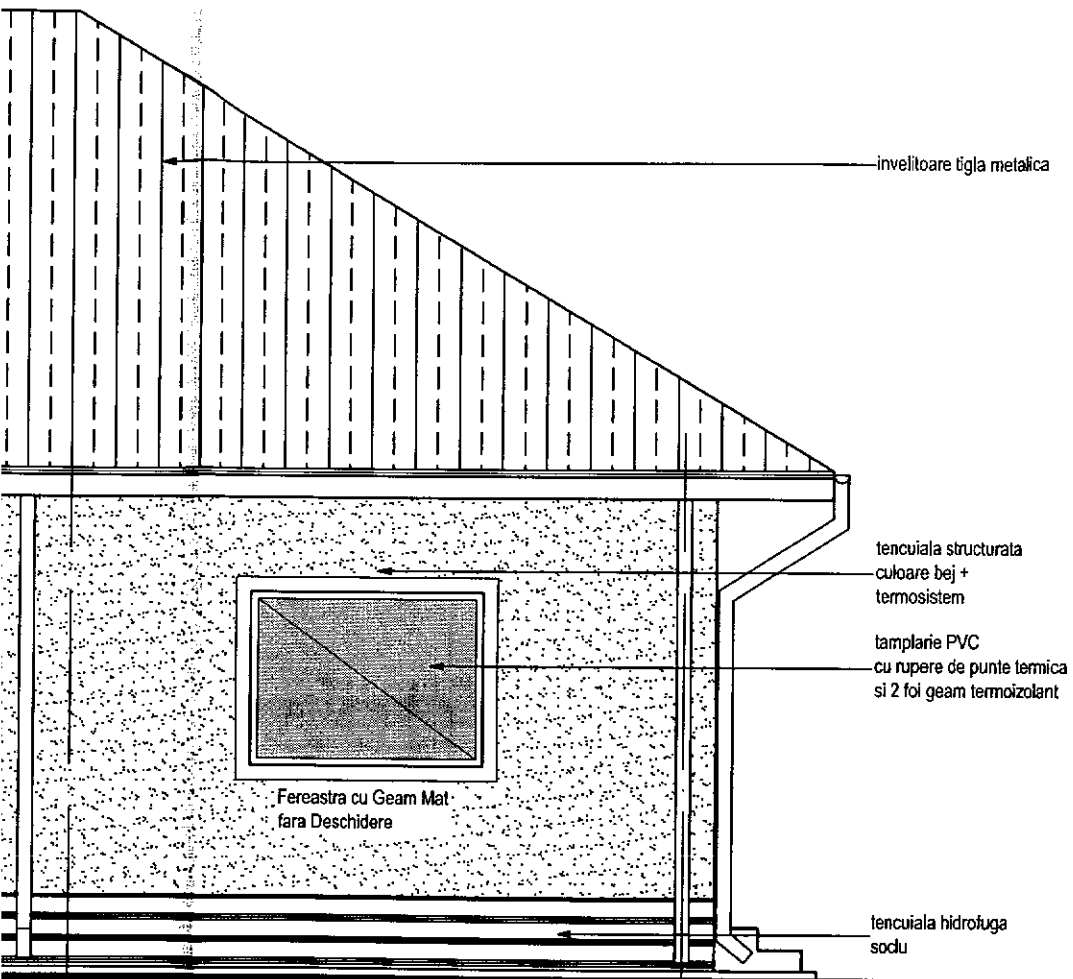 invelitoare tigla metalica
tencuiala structurata
culoare bej +
termosistem
tamplarie PVC
cu rupere de punte termica
si 2 foi geam termoizolant
Fereastra cu Geam Mat
fara Deschidere
tencuiala hidrofuga
soclu